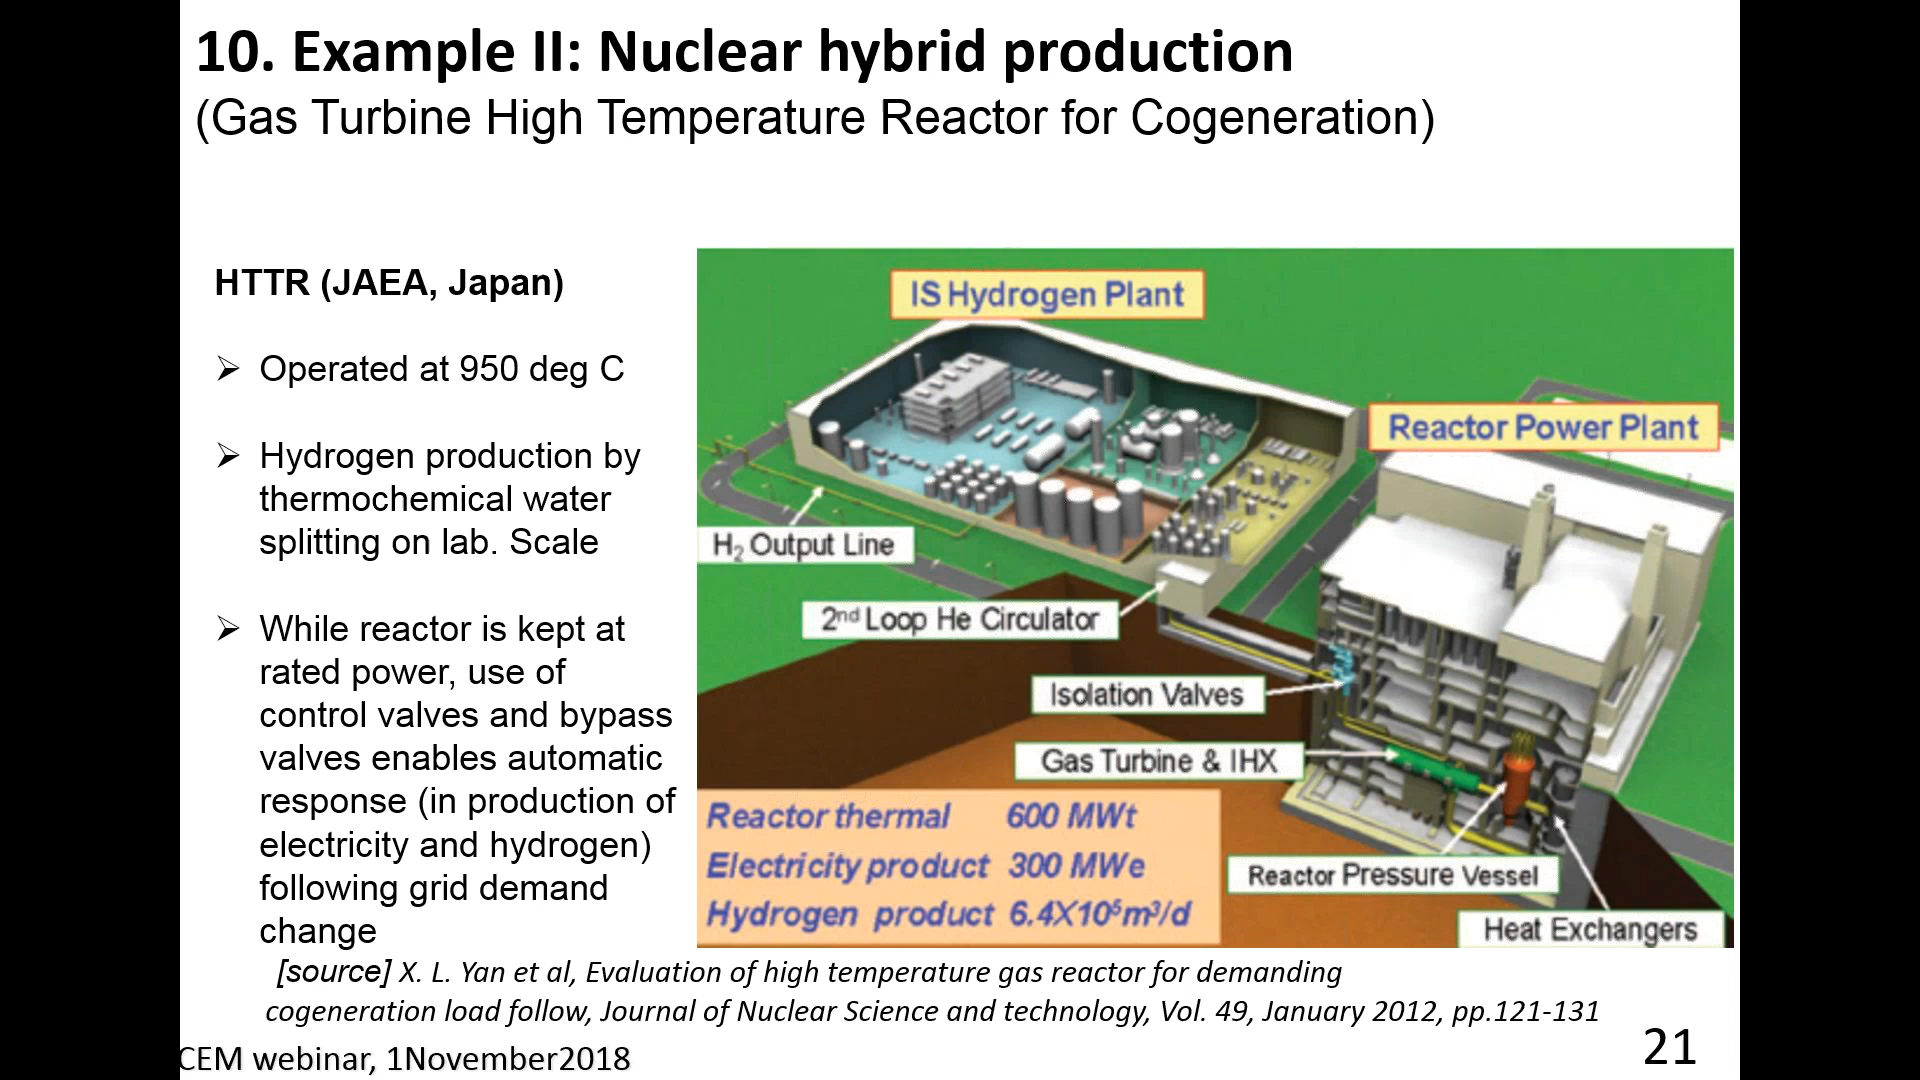 10. Example II: Nuclear hybrid production
(Gas Turbine High Temperature Reactor for Cogeneration)
HTTR (JAEA, Japan)
➢ Operated at 950 deg C
➢ Hydrogen production by
thermochemical water
splitting on lab. Scale
➢ While reactor is kept at
rated power, use of
control valves and bypass
valves enables automatic
response (in production of
electricity and hydrogen)
following grid demand
change
IS Hydrogen Plant
Reactor Power Plant
H₂ Output Line
2nd Loop He Circulator
Isolation Valves
Gas Turbine & IHX
Reactor Pressure Vessel
Heat Exchangers
Reactor thermal 600 MWt
Electricity product 300 MWe
Hydrogen product 6.4X10⁵m³/d
[source] X. L. Yan et al, Evaluation of high temperature gas reactor for demanding
cogeneration load follow, Journal of Nuclear Science and technology, Vol. 49, January 2012, pp.121-131
CEM webinar, 1November2018
21